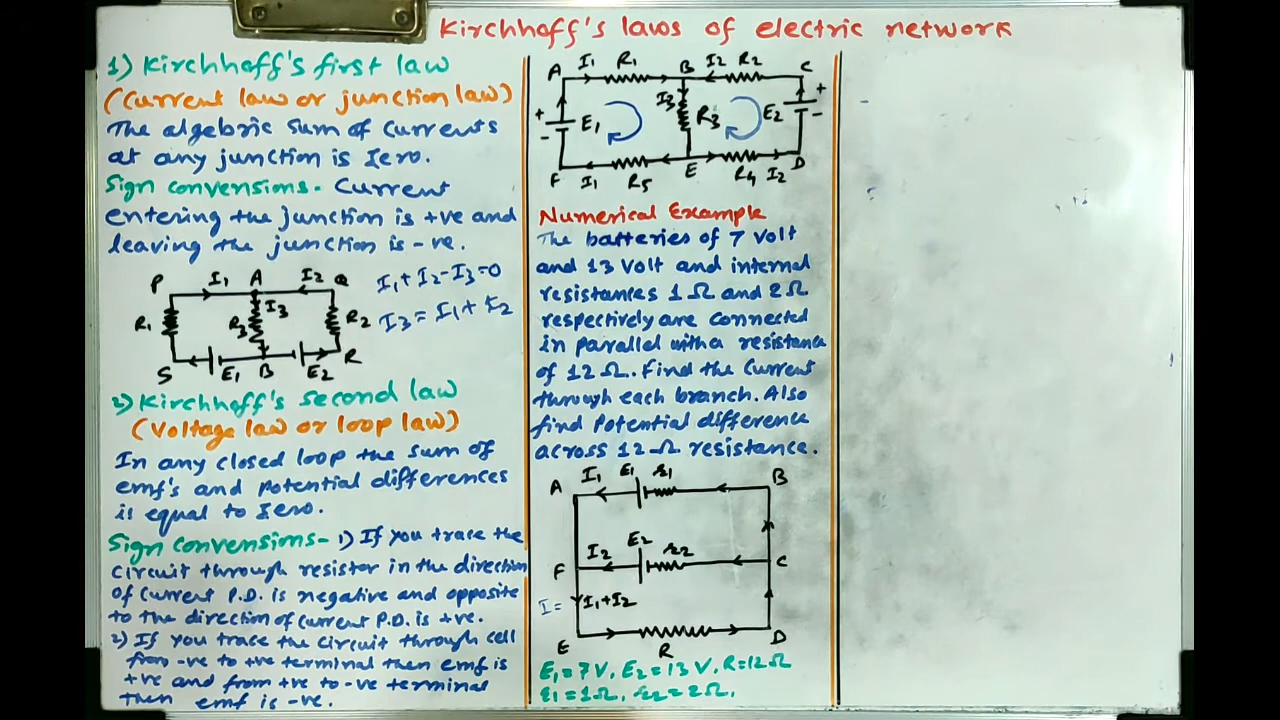 Kirchhoff's laws of electric network
1) Kirchhoff's first law
(Current law or junction law)
The algebric sum of currents
at any junction is zero.
Sign convensions- Current
entering the junction is +ve and
leaving the junction is -ve.
P I1 A I2 Q
I1+I2-I3=0
I3
R1 R3 R2
I3=I1+I2
S E1 B E2 R
2) Kirchhoff's second law
(Voltage law or loop law)
In any closed loop the sum of
emf's and potential differences
is equal to zero.
Sign convensions- 1) If you trace the
circuit through resistor in the direction
of current P.D. is negative and opposite
to the direction of current P.D. is +ve.
2) If you trace the circuit through cell
from -ve to +ve terminal then emf is
+ve and from +ve to -ve terminal
then emf is -ve.
A I1 R1 B I2 R2 C
+ I3 +
- E1 R3 E2 -
F I1 R5 E R4 I2 D
Numerical Example
The batteries of 7 Volt
and 13 Volt and internal
resistances 1 Ω and 2 Ω
respectively are connected
in parallel with a resistance
of 12 Ω. Find the current
through each branch. Also
find potential difference
across 12-Ω resistance.
A I1 E1 r1 B
F I2 E2 r2 C
I= I1+I2
E R D
E1=7V, E2=13V, R=12Ω
r1=1Ω, r2=2Ω.